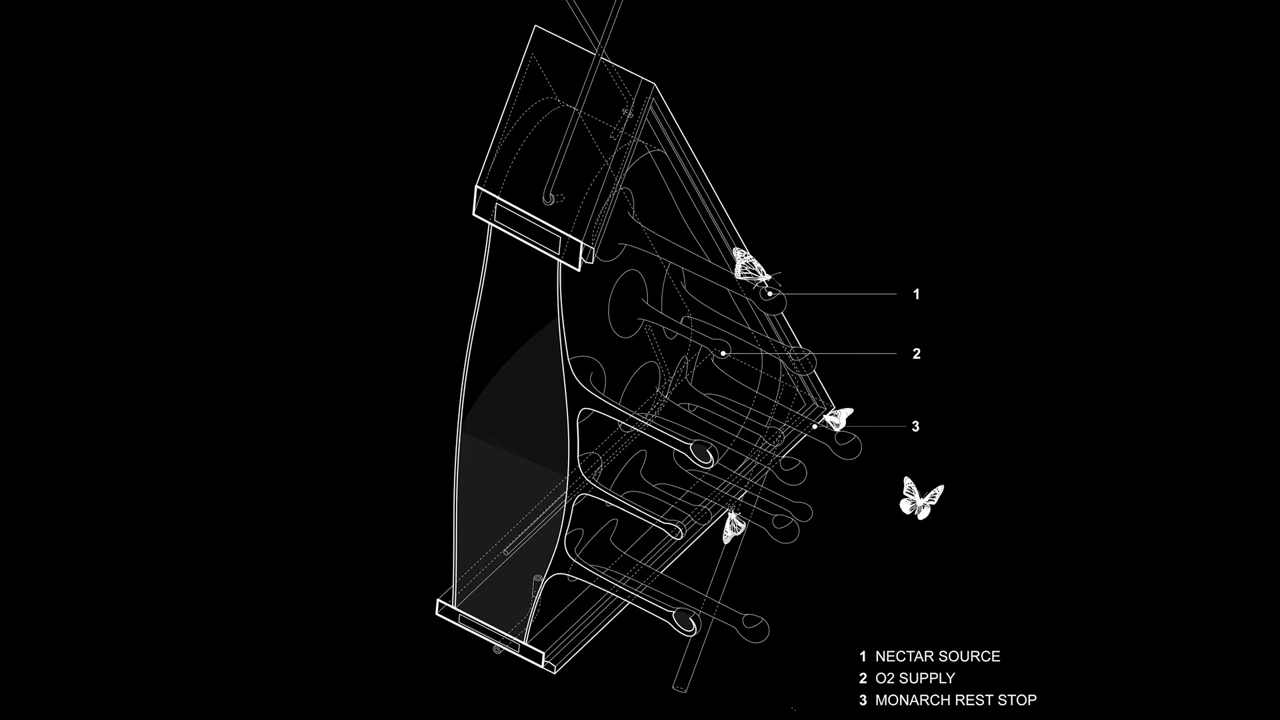 1
2
3
1 NECTAR SOURCE
2 O2 SUPPLY
3 MONARCH REST STOP